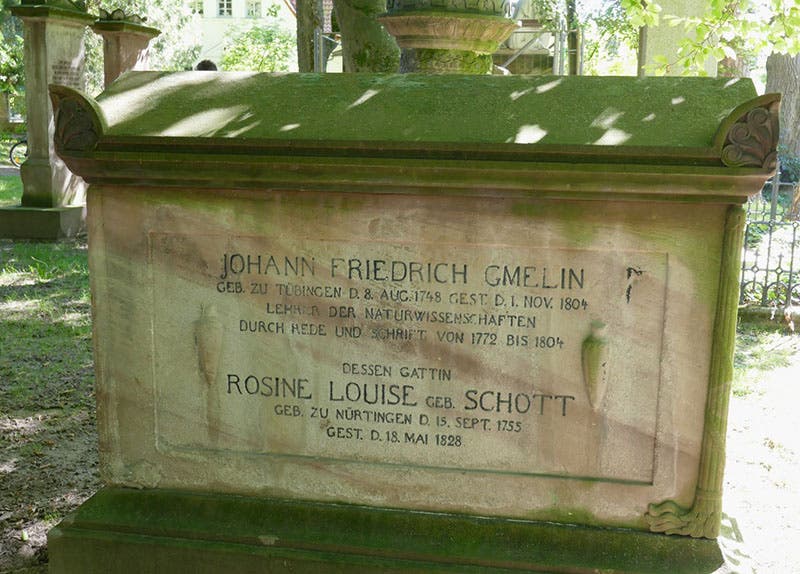 JOHANN FRIEDRICH GMELIN
GEB. ZU TÜBINGEN D. 8. AUG. 1748 GEST. D. 1. NOV. 1804
LEHRER DER NATURWISSENSCHAFTEN
DURCH REDE UND SCHRIFT VON 1772 BIS 1804
DESSEN GATTIN
ROSINE LOUISE GEB. SCHOTT
GEB. ZU NÜRTINGEN D. 15. SEPT. 1755
GEST. D. 18. MAI 1828